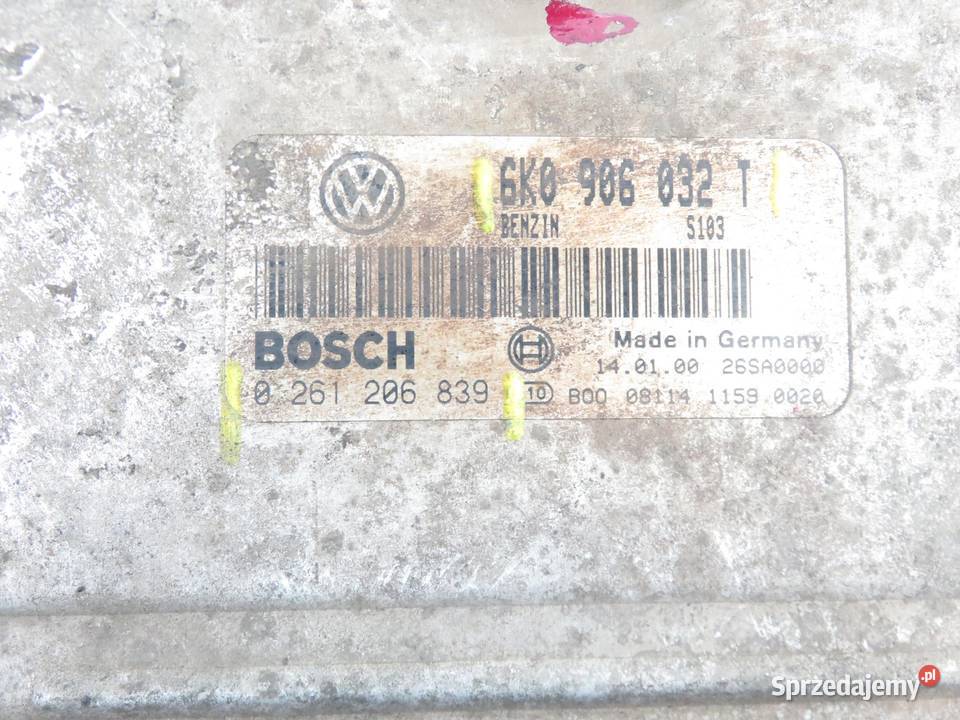 6K0 906 032 T
BENZIN S103
BOSCH
Made in Germany
14.01.00 26SA0000
0 261 206 839 10 B00 08114 1159 0020
Sprzedajemy.pl